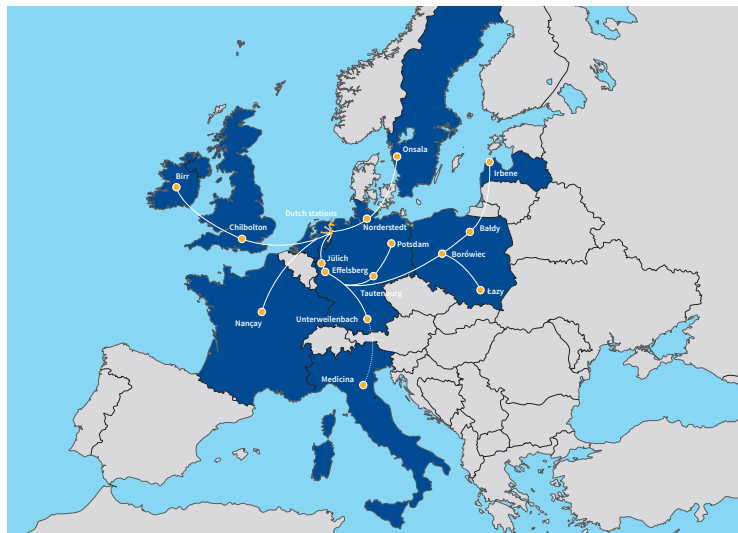 Onsala
Birr
Irbene
Dutch stations
Chilbolton
Norderstedt
Bałdy
Potsdam
Borówiec
Jülich
Effelsberg
Łazy
Tautenburg
Nançay
Unterweilenbach
Medicina